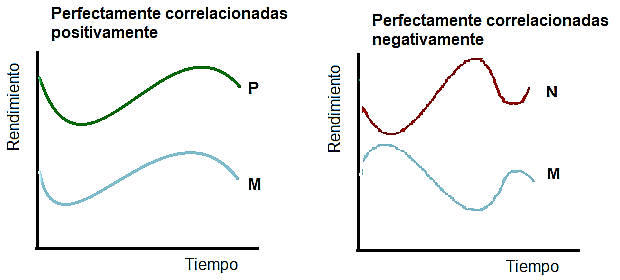 Perfectamente correlacionadas
positivamente
Rendimiento
P
M
Tiempo
Perfectamente correlacionadas
negativamente
Rendimiento
N
M
Tiempo